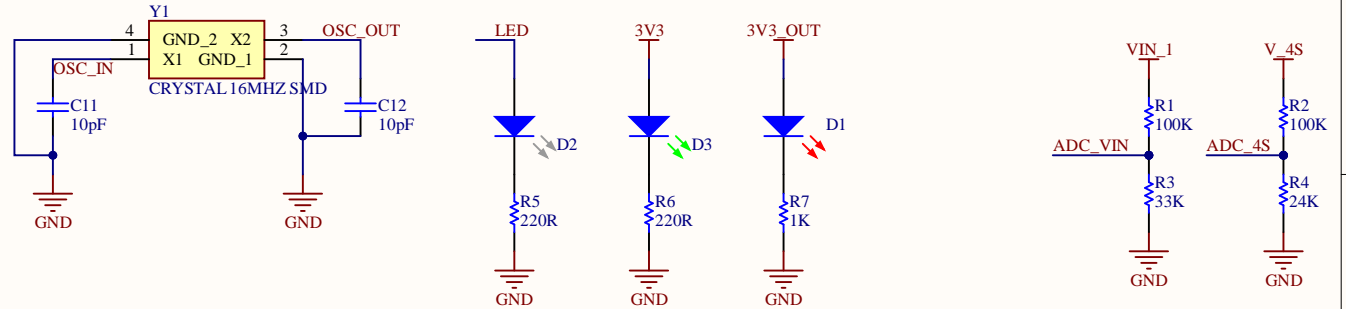 Y1
4
GND_2 X2
3
OSC_OUT
1
X1 GND_1
2
OSC_IN
CRYSTAL 16MHZ SMD
C11
10pF
C12
10pF
GND
GND
LED
D2
R5
220R
GND
3V3
D3
R6
220R
GND
3V3_OUT
D1
R7
1K
GND
VIN_1
R1
100K
ADC_VIN
R3
33K
GND
V_4S
R2
100K
ADC_4S
R4
24K
GND